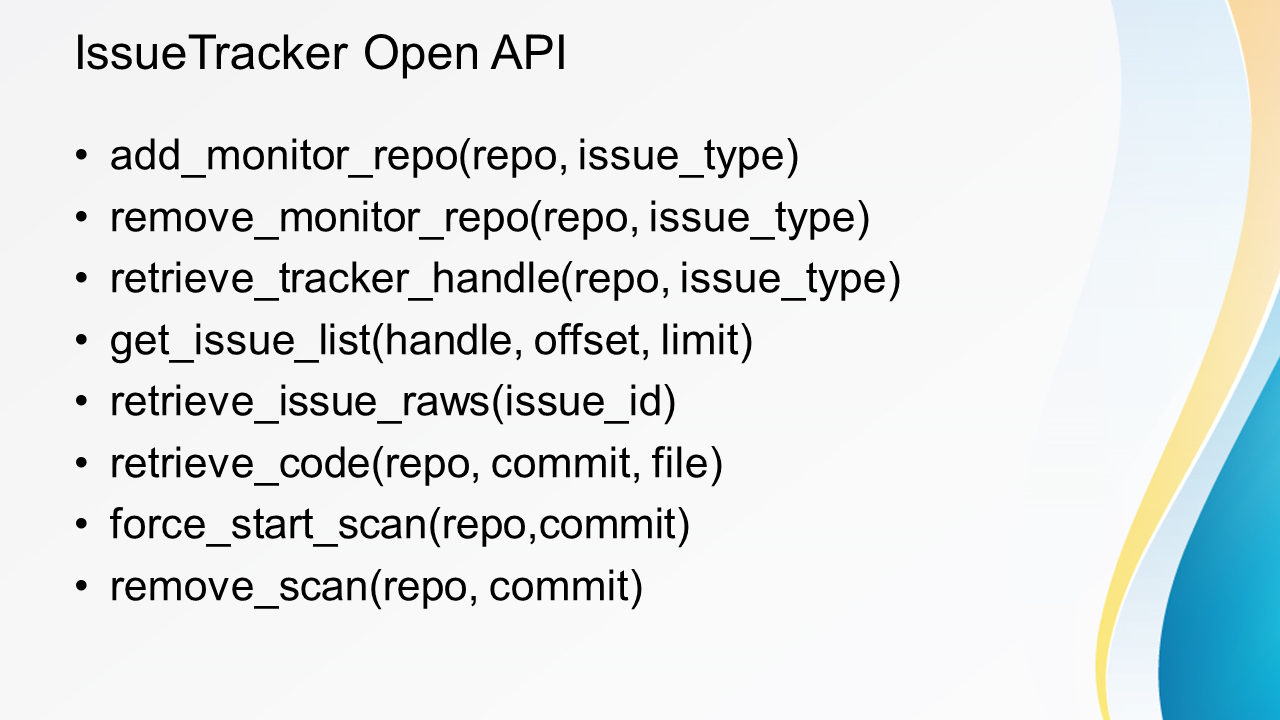 IssueTracker Open API
• add_monitor_repo(repo, issue_type)
• remove_monitor_repo(repo, issue_type)
• retrieve_tracker_handle(repo, issue_type)
• get_issue_list(handle, offset, limit)
• retrieve_issue_raws(issue_id)
• retrieve_code(repo, commit, file)
• force_start_scan(repo,commit)
• remove_scan(repo, commit)